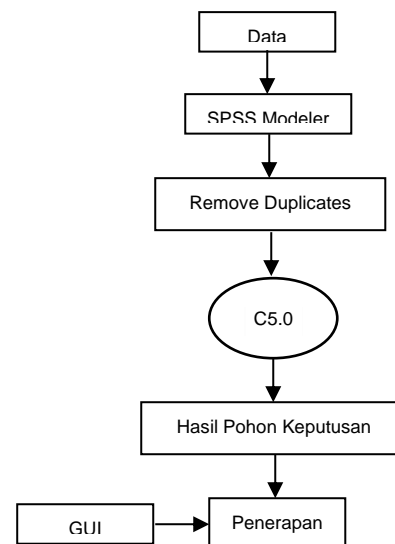 Data
SPSS Modeler
Remove Duplicates
C5.0
Hasil Pohon Keputusan
GUI
Penerapan